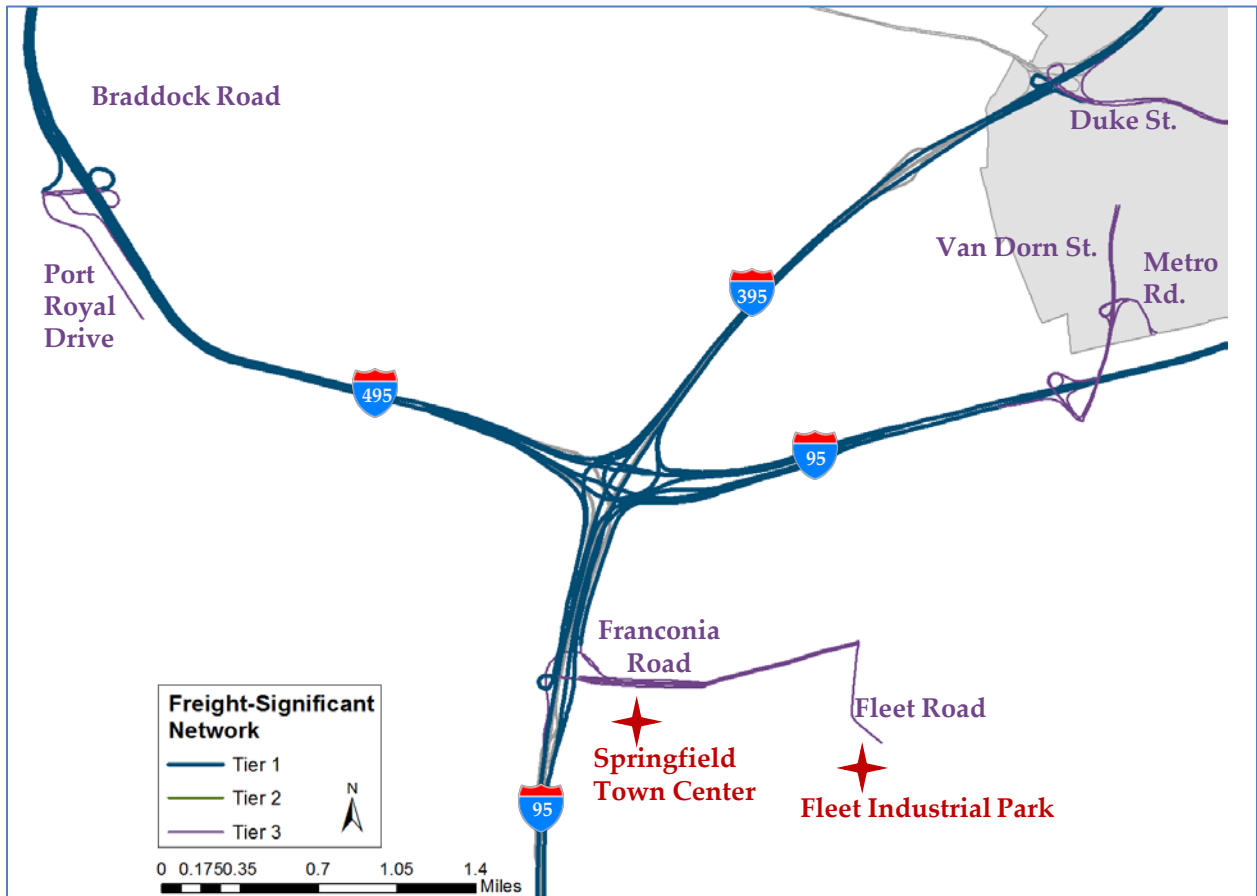 Braddock Road
Duke St.
Van Dorn St.
Metro
Rd.
Port
Royal
Drive
395
495
95
Franconia
Road
Fleet Road
Springfield
Town Center
Fleet Industrial Park
95
Freight-Significant
Network
Tier 1
Tier 2
Tier 3
N
0 0.1750.35 0.7 1.05 1.4
Miles